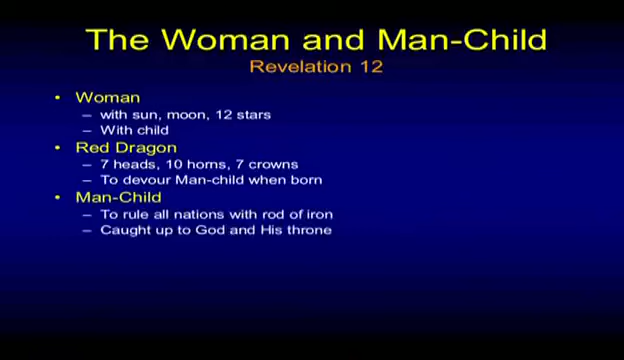 The Woman and Man-Child
Revelation 12
• Woman
– with sun, moon, 12 stars
– With child
• Red Dragon
– 7 heads, 10 horns, 7 crowns
– To devour Man-child when born
• Man-Child
– To rule all nations with rod of iron
– Caught up to God and His throne